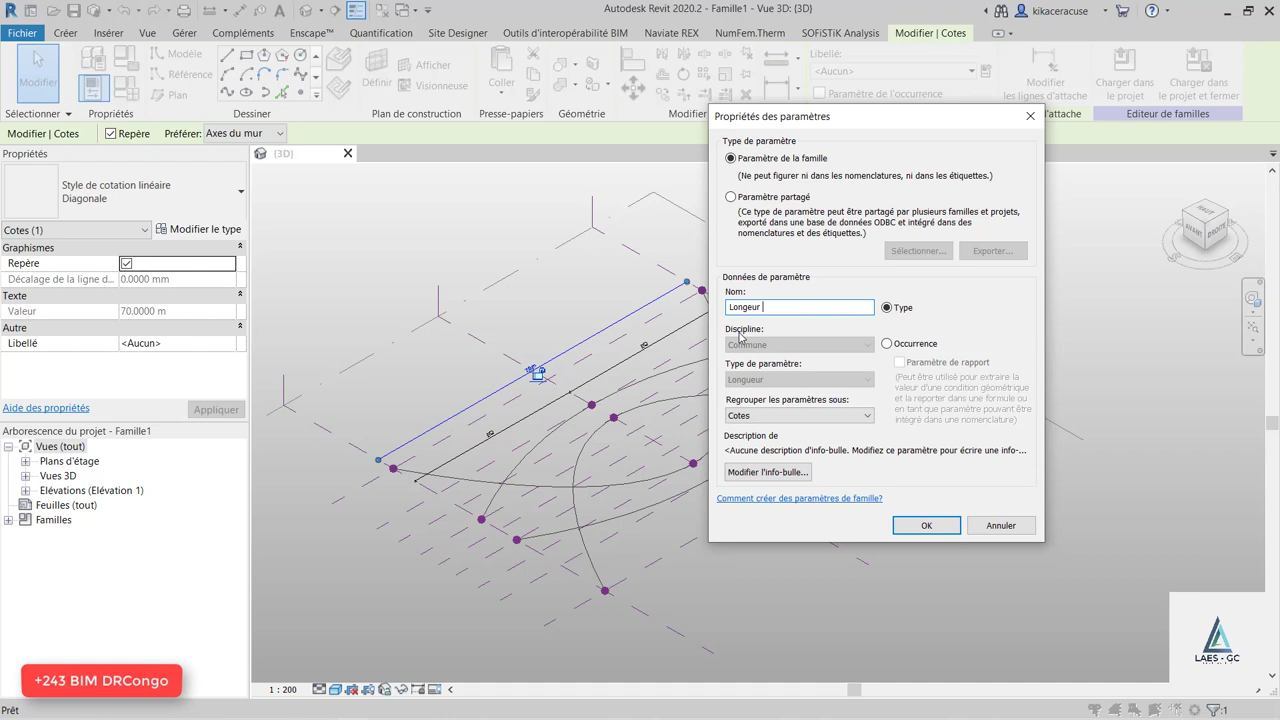 Autodesk Revit 2020.2 - Famille1 - Vue 3D: {3D}
kikaceracuse
Fichier Créer Insérer Vue Gérer Compléments Enscape™ Quantification Site Designer Outils d'interopérabilité BIM Naviate REX NumFem.Therm SOFiSTiK Analysis Modifier | Cotes
Modifier
Modèle
Référence
Plan
Définir
Afficher
Visionneuse
Coller
Libellé:
<Aucun>
Paramètre de l'occurrence
Modifier
les lignes d'attache
Charger dans
le projet
Charger dans
le projet et fermer
Sélectionner Propriétés Dessiner Plan de construction Presse-papiers Géométrie Modifier
d'attache Editeur de familles
Modifier | Cotes Repère Préférer: Axes du mur
Propriétés
Style de cotation linéaire
Diagonale
Cotes (1) Modifier le type
Graphismes
Repère
Décalage de la ligne d... 0.0000 mm
Texte
Valeur 70.0000 m
Autre
Libellé <Aucun>
Aide des propriétés Appliquer
Arborescence du projet - Famille1
Vues (tout)
Plans d'étage
Vues 3D
Elévations (Elévation 1)
Feuilles (tout)
Familles
{3D}
HAUT
AVANT
DROITE
Propriétés des paramètres
Type de paramètre
Paramètre de la famille
(Ne peut figurer ni dans les nomenclatures, ni dans les étiquettes.)
Paramètre partagé
(Ce type de paramètre peut être partagé par plusieurs familles et projets,
exporté dans une base de données ODBC et intégré dans des
nomenclatures et des étiquettes.)
Sélectionner... Exporter...
Données de paramètre
Nom:
Longeur
Type
Discipline:
Commune
Occurrence
Type de paramètre:
Longueur
Paramètre de rapport
(Peut être utilisé pour extraire la
valeur d'une condition géométrique
et la reporter dans une formule ou
en tant que paramètre pouvant être
intégré dans une nomenclature)
Regrouper les paramètres sous:
Cotes
Description de
<Aucune description d'info-bulle. Modifiez ce paramètre pour écrire une info-...
Modifier l'info-bulle...
Comment créer des paramètres de famille?
OK Annuler
LAES - GC
+243 BIM DRCongo
1 : 200
Prêt
:1